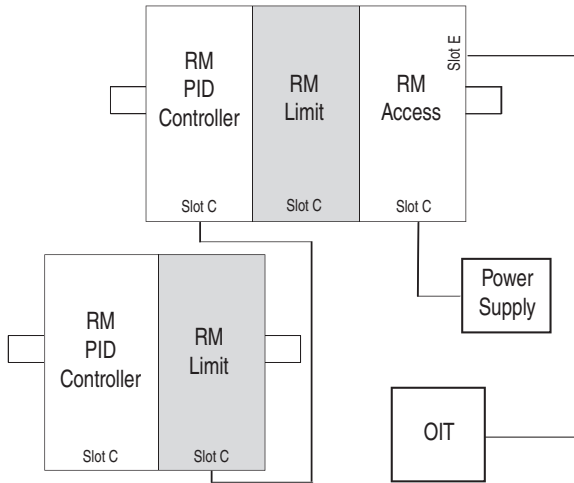 RM
PID
Controller
RM
Limit
RM
Access
Slot E
Slot C
Slot C
Slot C
RM
PID
Controller
RM
Limit
Slot C
Slot C
Power
Supply
OIT